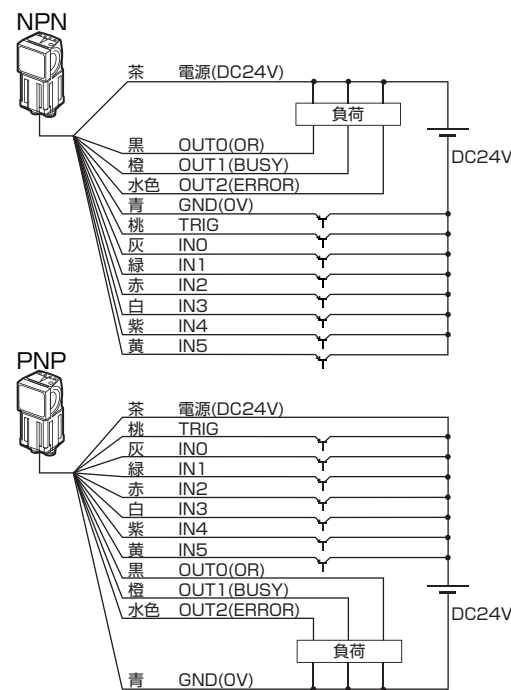 NPN
茶 電源(DC24V)
負荷
DC24V
黒 OUT0(OR)
橙 OUT1(BUSY)
水色 OUT2(ERROR)
青 GND(0V)
桃 TRIG
灰 IN0
緑 IN1
赤 IN2
白 IN3
紫 IN4
黄 IN5
PNP
茶 電源(DC24V)
桃 TRIG
灰 IN0
緑 IN1
赤 IN2
白 IN3
紫 IN4
黄 IN5
黒 OUT0(OR)
橙 OUT1(BUSY)
水色 OUT2(ERROR)
DC24V
負荷
青 GND(0V)